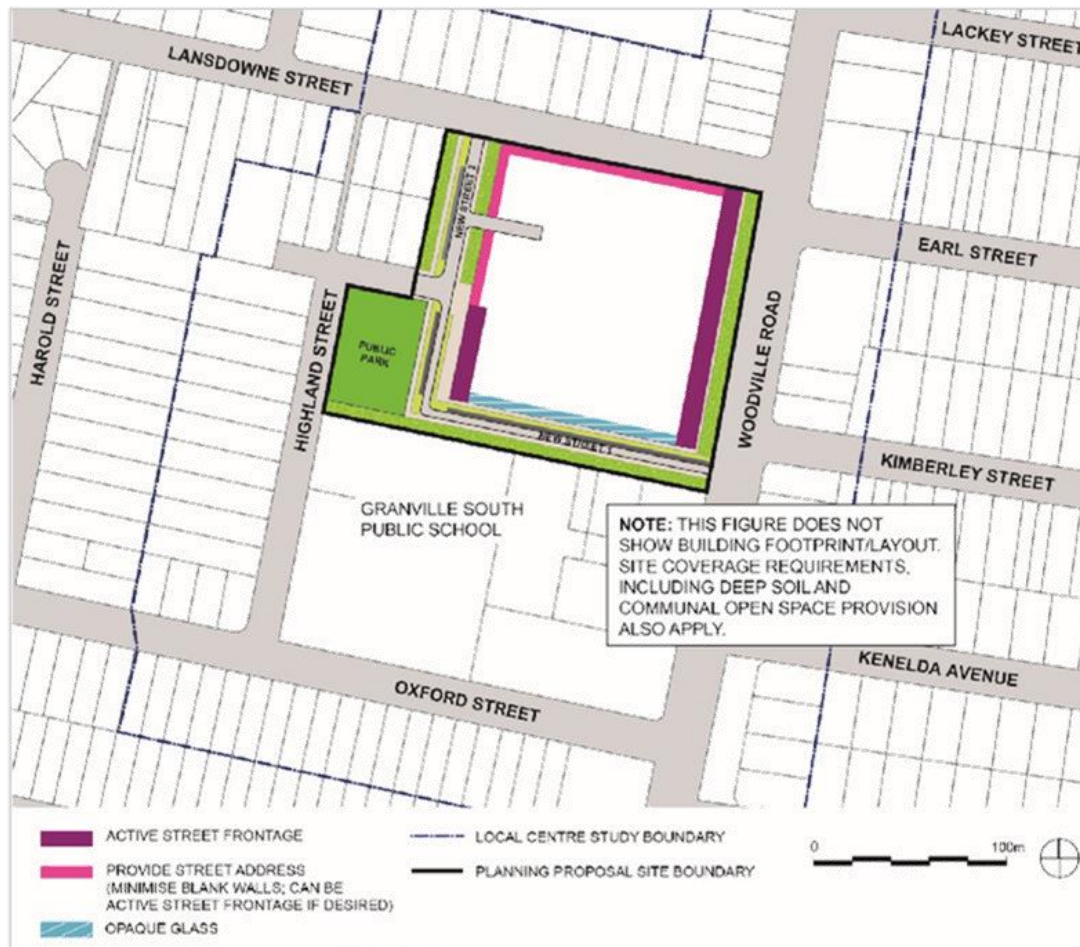 LACKEY STREET
LANSDOWNE STREET
NEW STREET 2
EARL STREET
HAROLD STREET
HIGHLAND STREET
PUBLIC
PARK
WOODVILLE ROAD
NEW STREET 1
KIMBERLEY STREET
GRANVILLE SOUTH
PUBLIC SCHOOL
NOTE: THIS FIGURE DOES NOT
SHOW BUILDING FOOTPRINT/LAYOUT.
SITE COVERAGE REQUIREMENTS,
INCLUDING DEEP SOIL AND
COMMUNAL OPEN SPACE PROVISION
ALSO APPLY.
KENELDA AVENUE
OXFORD STREET
ACTIVE STREET FRONTAGE
PROVIDE STREET ADDRESS
(MINIMISE BLANK WALLS; CAN BE
ACTIVE STREET FRONTAGE IF DESIRED)
OPAQUE GLASS
LOCAL CENTRE STUDY BOUNDARY
PLANNING PROPOSAL SITE BOUNDARY
0 100m